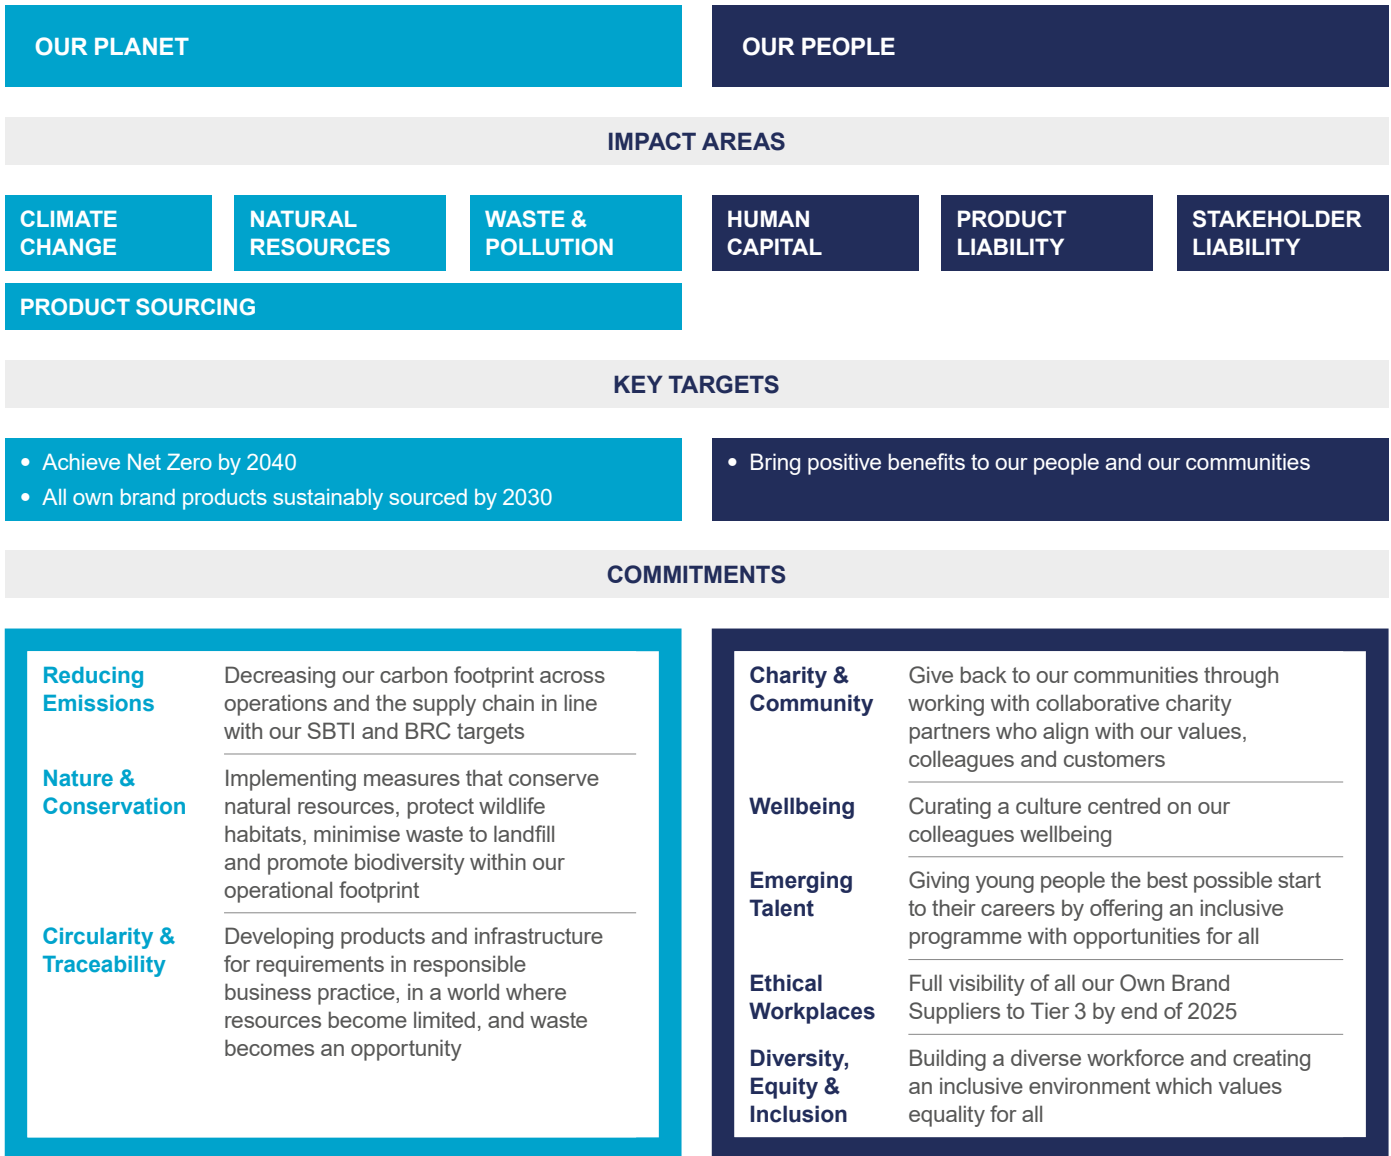 OUR PLANET
OUR PEOPLE
IMPACT AREAS
CLIMATE
CHANGE
NATURAL
RESOURCES
WASTE &
POLLUTION
HUMAN
CAPITAL
PRODUCT
LIABILITY
STAKEHOLDER
LIABILITY
PRODUCT SOURCING
KEY TARGETS
• Achieve Net Zero by 2040
• All own brand products sustainably sourced by 2030
• Bring positive benefits to our people and our communities
COMMITMENTS
Reducing
Emissions
Decreasing our carbon footprint across
operations and the supply chain in line
with our SBTI and BRC targets
Nature &
Conservation
Implementing measures that conserve
natural resources, protect wildlife
habitats, minimise waste to landfill
and promote biodiversity within our
operational footprint
Circularity &
Traceability
Developing products and infrastructure
for requirements in responsible
business practice, in a world where
resources become limited, and waste
becomes an opportunity
Charity &
Community
Give back to our communities through
working with collaborative charity
partners who align with our values,
colleagues and customers
Wellbeing
Curating a culture centred on our
colleagues wellbeing
Emerging
Talent
Giving young people the best possible start
to their careers by offering an inclusive
programme with opportunities for all
Ethical
Workplaces
Full visibility of all our Own Brand
Suppliers to Tier 3 by end of 2025
Diversity,
Equity &
Inclusion
Building a diverse workforce and creating
an inclusive environment which values
equality for all